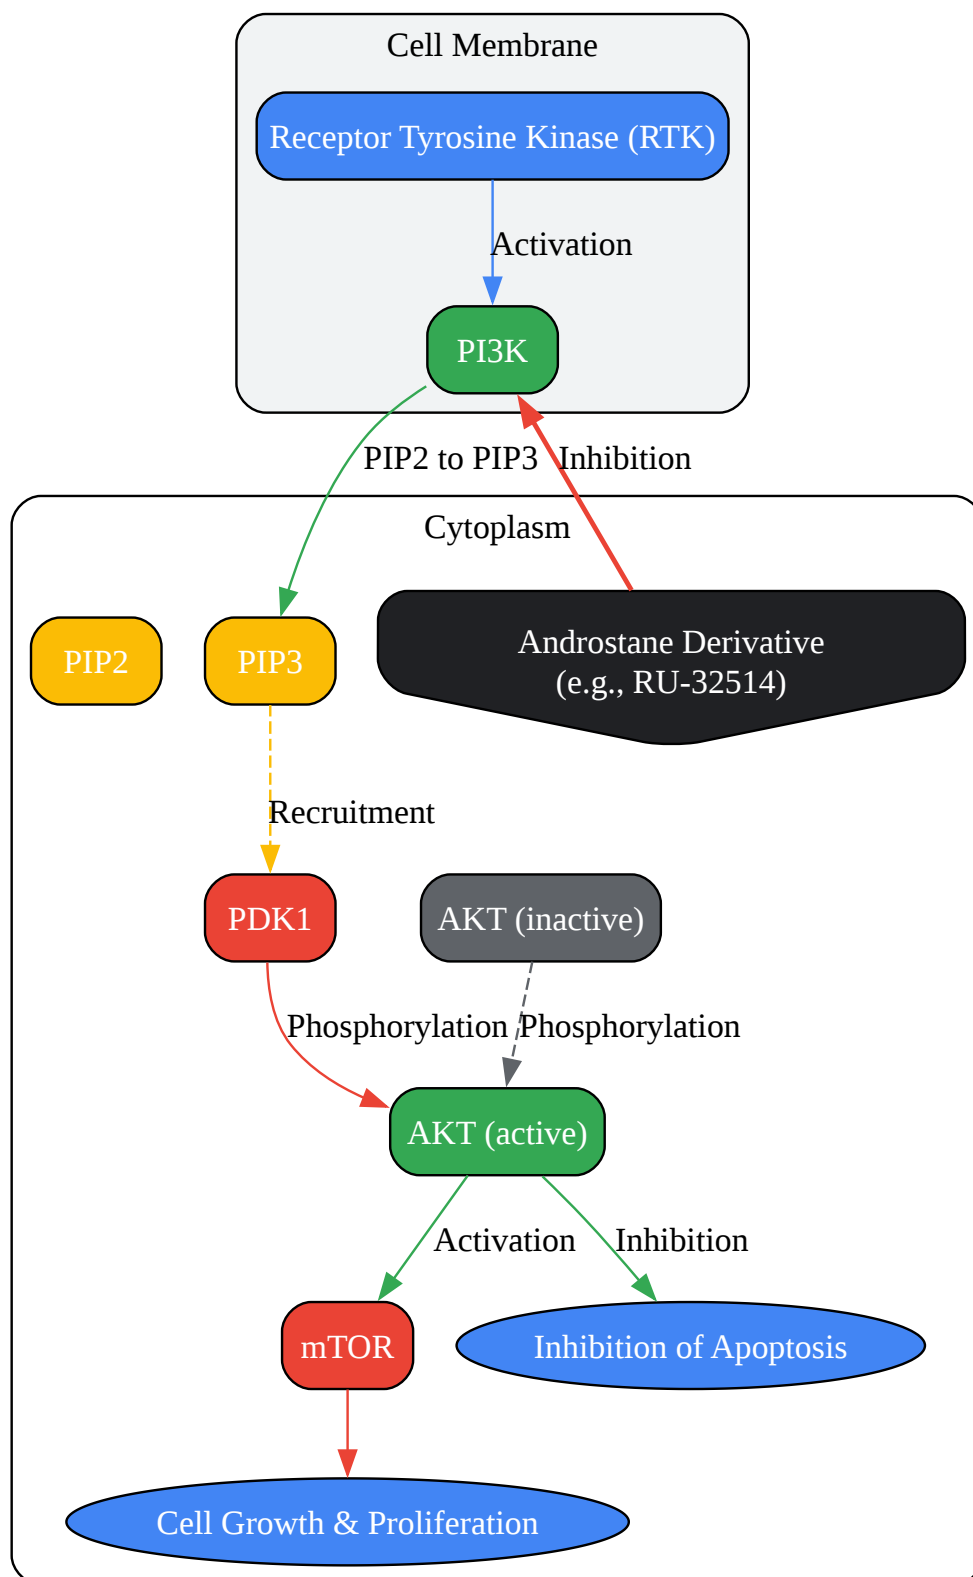 Cell Membrane
Receptor Tyrosine Kinase (RTK)
Activation
PI3K
PIP2 to PIP3
Inhibition
Cytoplasm
PIP2
PIP3
Androstane Derivative
(e.g., RU-32514)
Recruitment
PDK1
AKT (inactive)
Phosphorylation
Phosphorylation
AKT (active)
Activation
Inhibition
mTOR
Inhibition of Apoptosis
Cell Growth & Proliferation